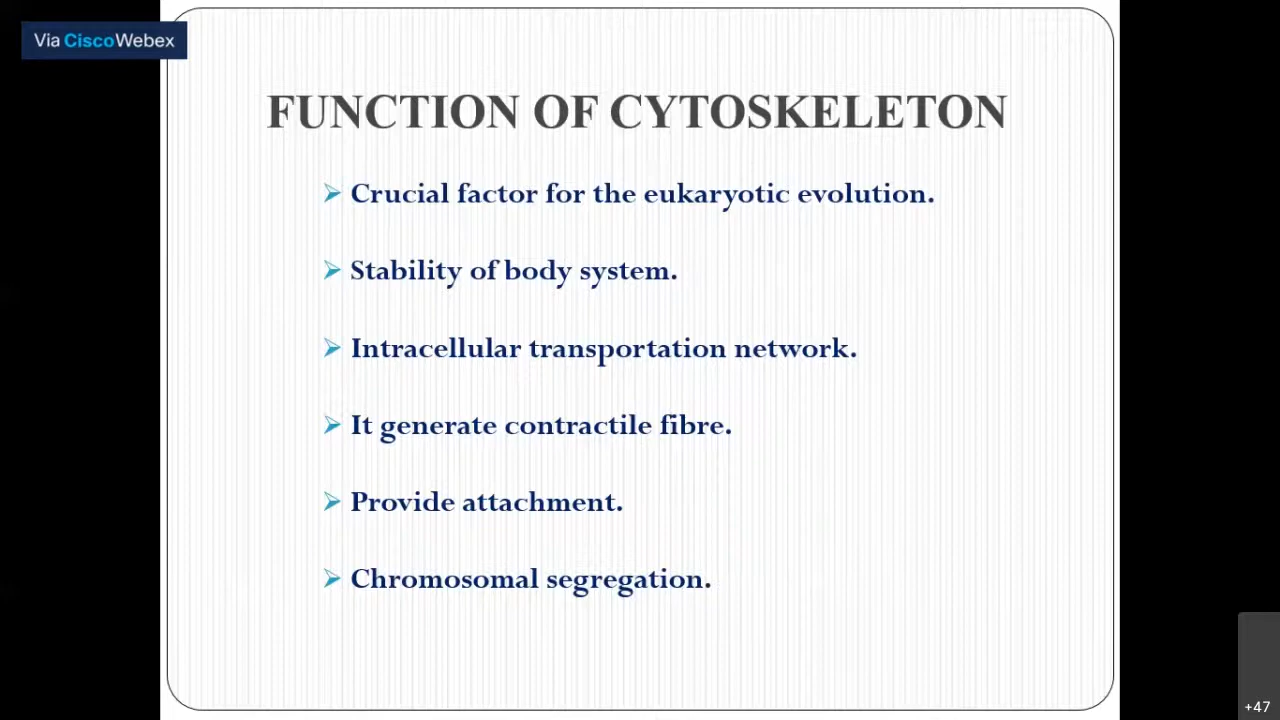 Via CiscoWebex
FUNCTION OF CYTOSKELETON
Crucial factor for the eukaryotic evolution.
Stability of body system.
Intracellular transportation network.
It generate contractile fibre.
Provide attachment.
Chromosomal segregation.
+47